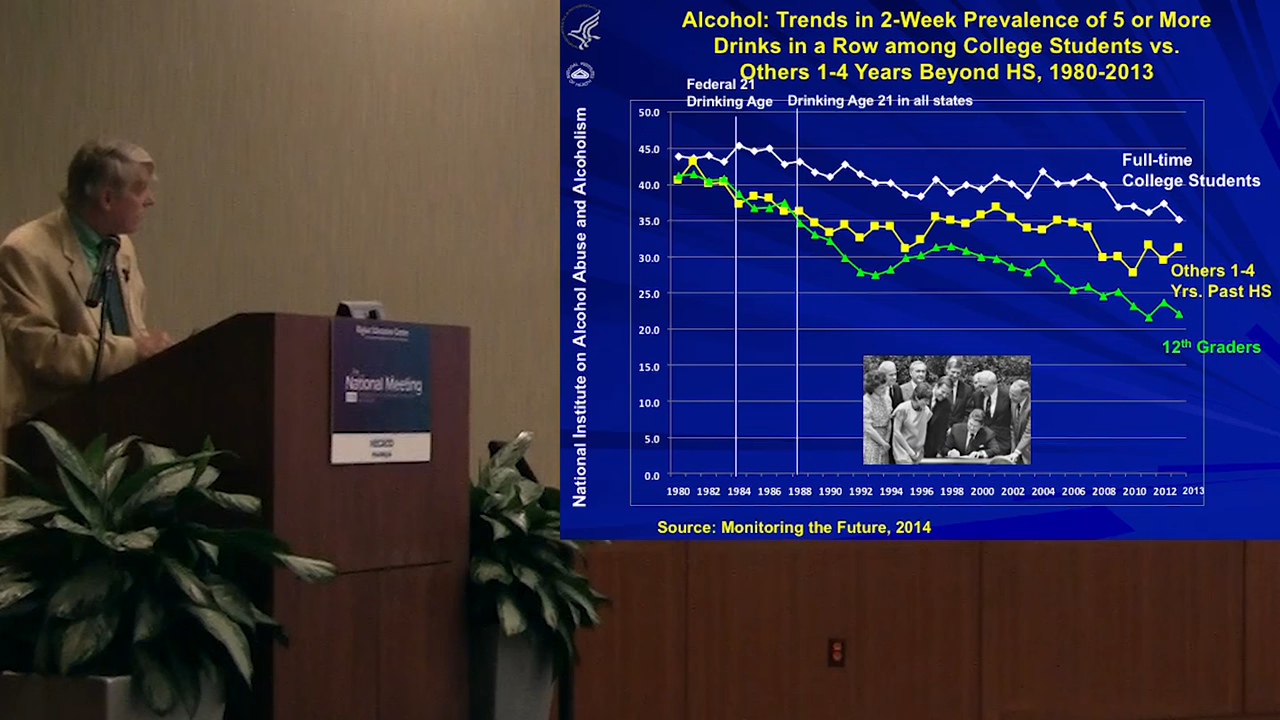 Alcohol: Trends in 2-Week Prevalence of 5 or More
Drinks in a Row among College Students vs.
Others 1-4 Years Beyond HS, 1980-2013
Federal 21
Drinking Age
Drinking Age 21 in all states
National Institute on Alcohol Abuse and Alcoholism
50.0
45.0
40.0
35.0
30.0
25.0
20.0
15.0
10.0
5.0
0.0
Full-time
College Students
Others 1-4
Yrs. Past HS
12th Graders
1980 1982 1984 1986 1988 1990 1992 1994 1996 1998 2000 2002 2004 2006 2008 2010 2012 2013
Source: Monitoring the Future, 2014
The
National Meeting